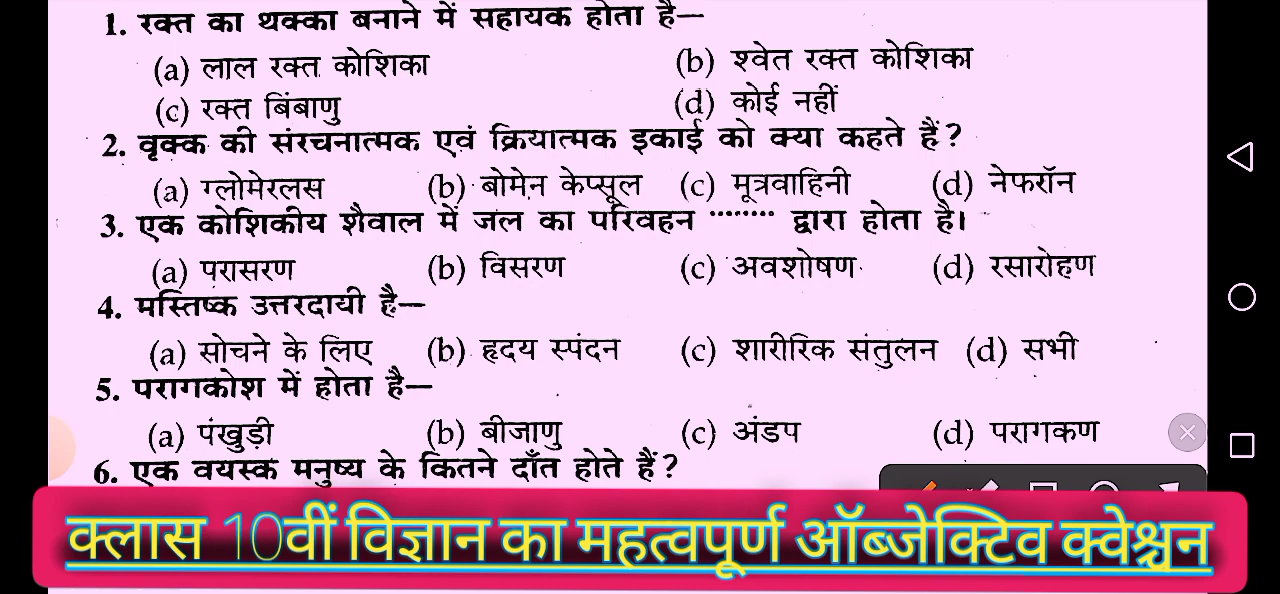 1. रक्त का थक्का बनाने में सहायक होता है—
(a) लाल रक्त कोशिका (b) श्वेत रक्त कोशिका
(c) रक्त बिंबाणु (d) कोई नहीं
2. वृक्क की संरचनात्मक एवं क्रियात्मक इकाई को क्या कहते हैं?
(a) ग्लोमेरलस (b) बोमेन केप्सूल (c) मूत्रवाहिनी (d) नेफरॉन
3. एक कोशिकीय शैवाल में जल का परिवहन ........ द्वारा होता है।
(a) परासरण (b) विसरण (c) अवशोषण (d) रसारोहण
4. मस्तिष्क उत्तरदायी है—
(a) सोचने के लिए (b) हृदय स्पंदन (c) शारीरिक संतुलन (d) सभी
5. परागकोश में होता है—
(a) पंखुड़ी (b) बीजाणु (c) अंडप (d) परागकण
6. एक वयस्क मनुष्य के कितने दाँत होते हैं?
क्लास 10वीं विज्ञान का महत्वपूर्ण ऑब्जेक्टिव क्वेश्चन